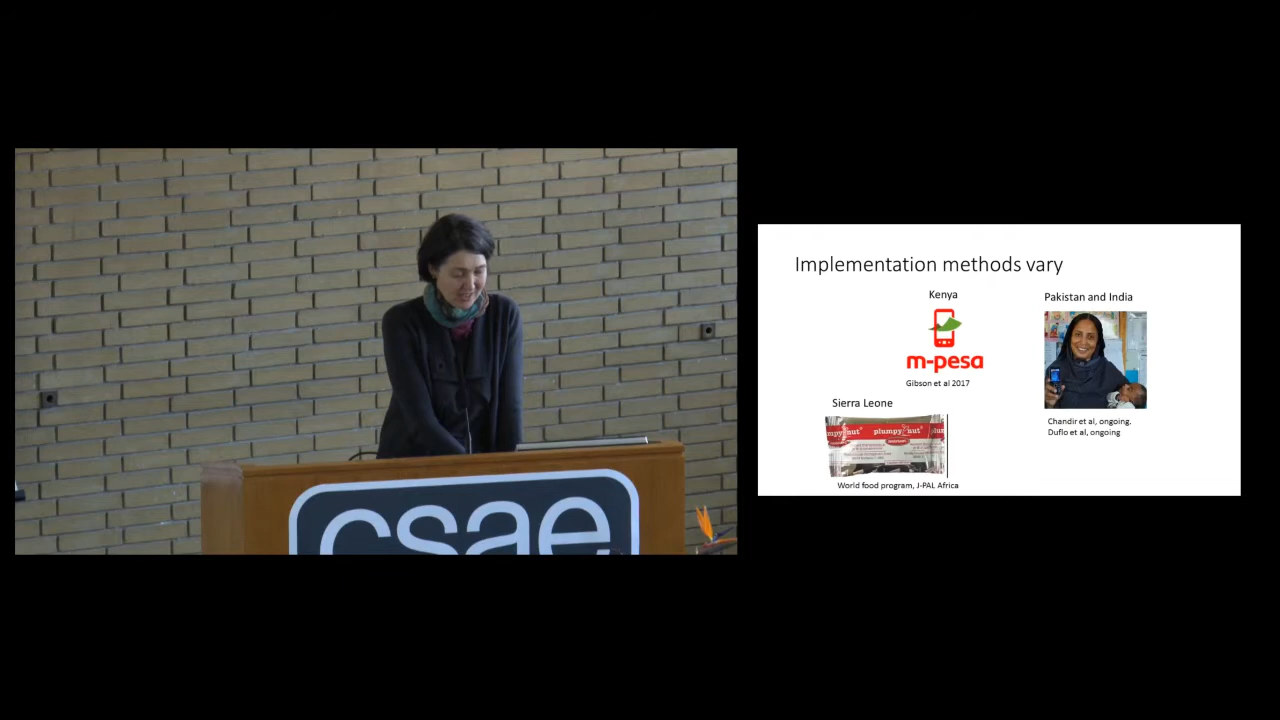 csae
Implementation methods vary
Kenya
m-pesa
Gibson et al 2017
Pakistan and India
Chandir et al, ongoing.
Duflo et al, ongoing
Sierra Leone
plumpy'nut
World food program, J-PAL Africa